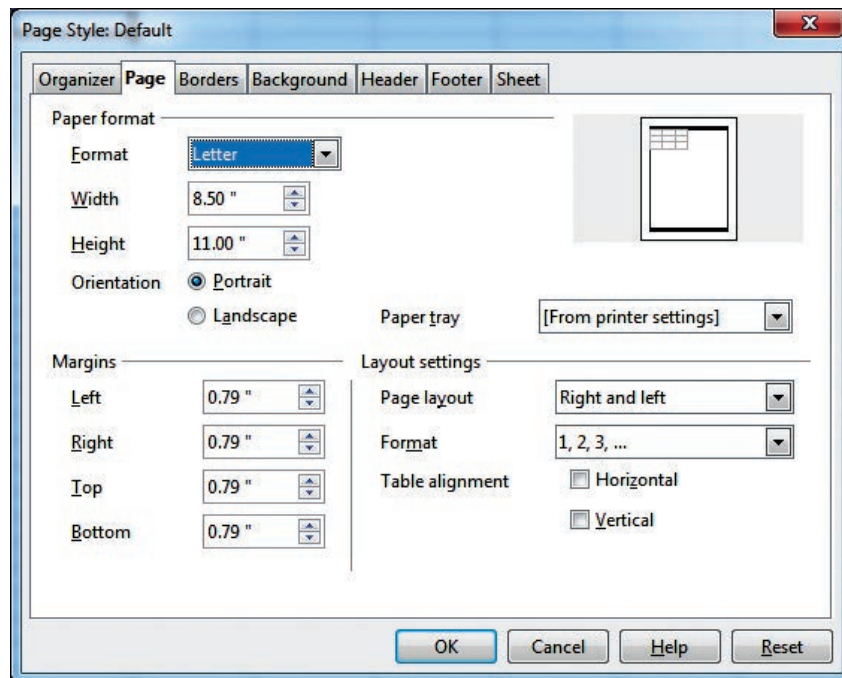 Page Style: Default
Organizer Page Borders Background Header Footer Sheet
Paper format
Format Letter
Width 8.50 "
Height 11.00 "
Orientation Portrait
Landscape Paper tray [From printer settings]
Margins Layout settings
Left 0.79 " Page layout Right and left
Right 0.79 " Format 1, 2, 3, ...
Top 0.79 " Table alignment Horizontal
Bottom 0.79 " Vertical
OK Cancel Help Reset